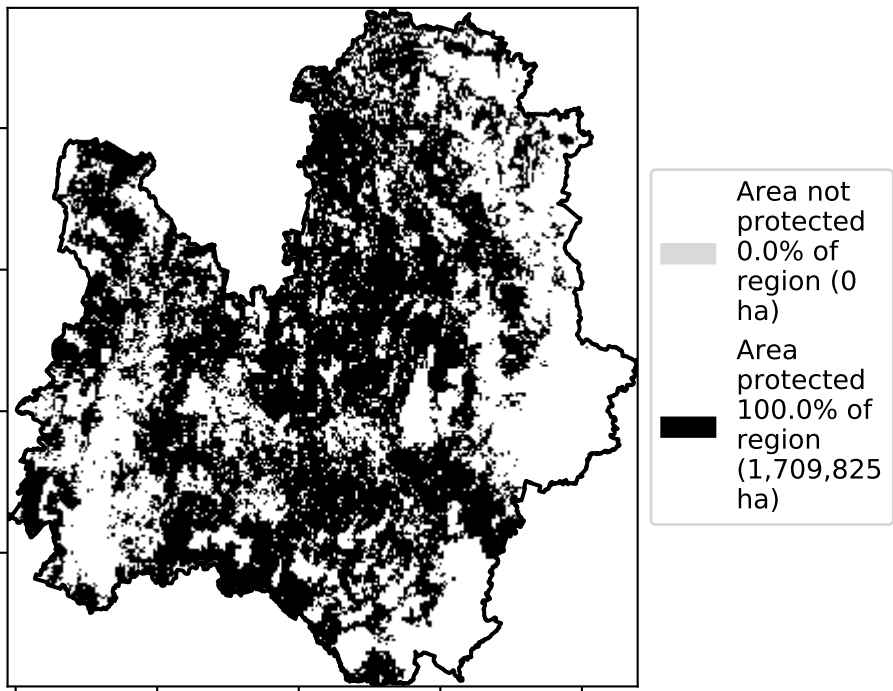 Area not
protected
0.0% of
region (0
ha)
Area
protected
100.0% of
region
(1,709,825
ha)